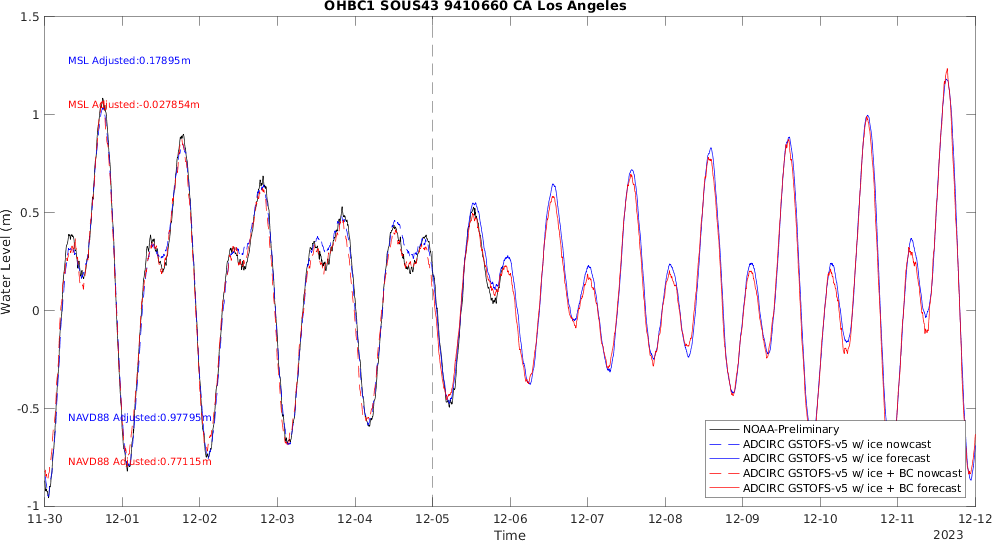 OHBC1 SOUS43 9410660 CA Los Angeles
1.5
MSL Adjusted:0.17895m
MSL Adjusted:-0.027854m
1
0.5
Water Level (m)
0
-0.5
NAVD88 Adjusted:0.97795m
NAVD88 Adjusted:0.77115m
-1
NOAA-Preliminary
ADCIRC GSTOFS-v5 w/ ice nowcast
ADCIRC GSTOFS-v5 w/ ice forecast
ADCIRC GSTOFS-v5 w/ ice + BC nowcast
ADCIRC GSTOFS-v5 w/ ice + BC forecast
11-30 12-01 12-02 12-03 12-04 12-05 12-06 12-07 12-08 12-09 12-10 12-11 12-12
Time
2023